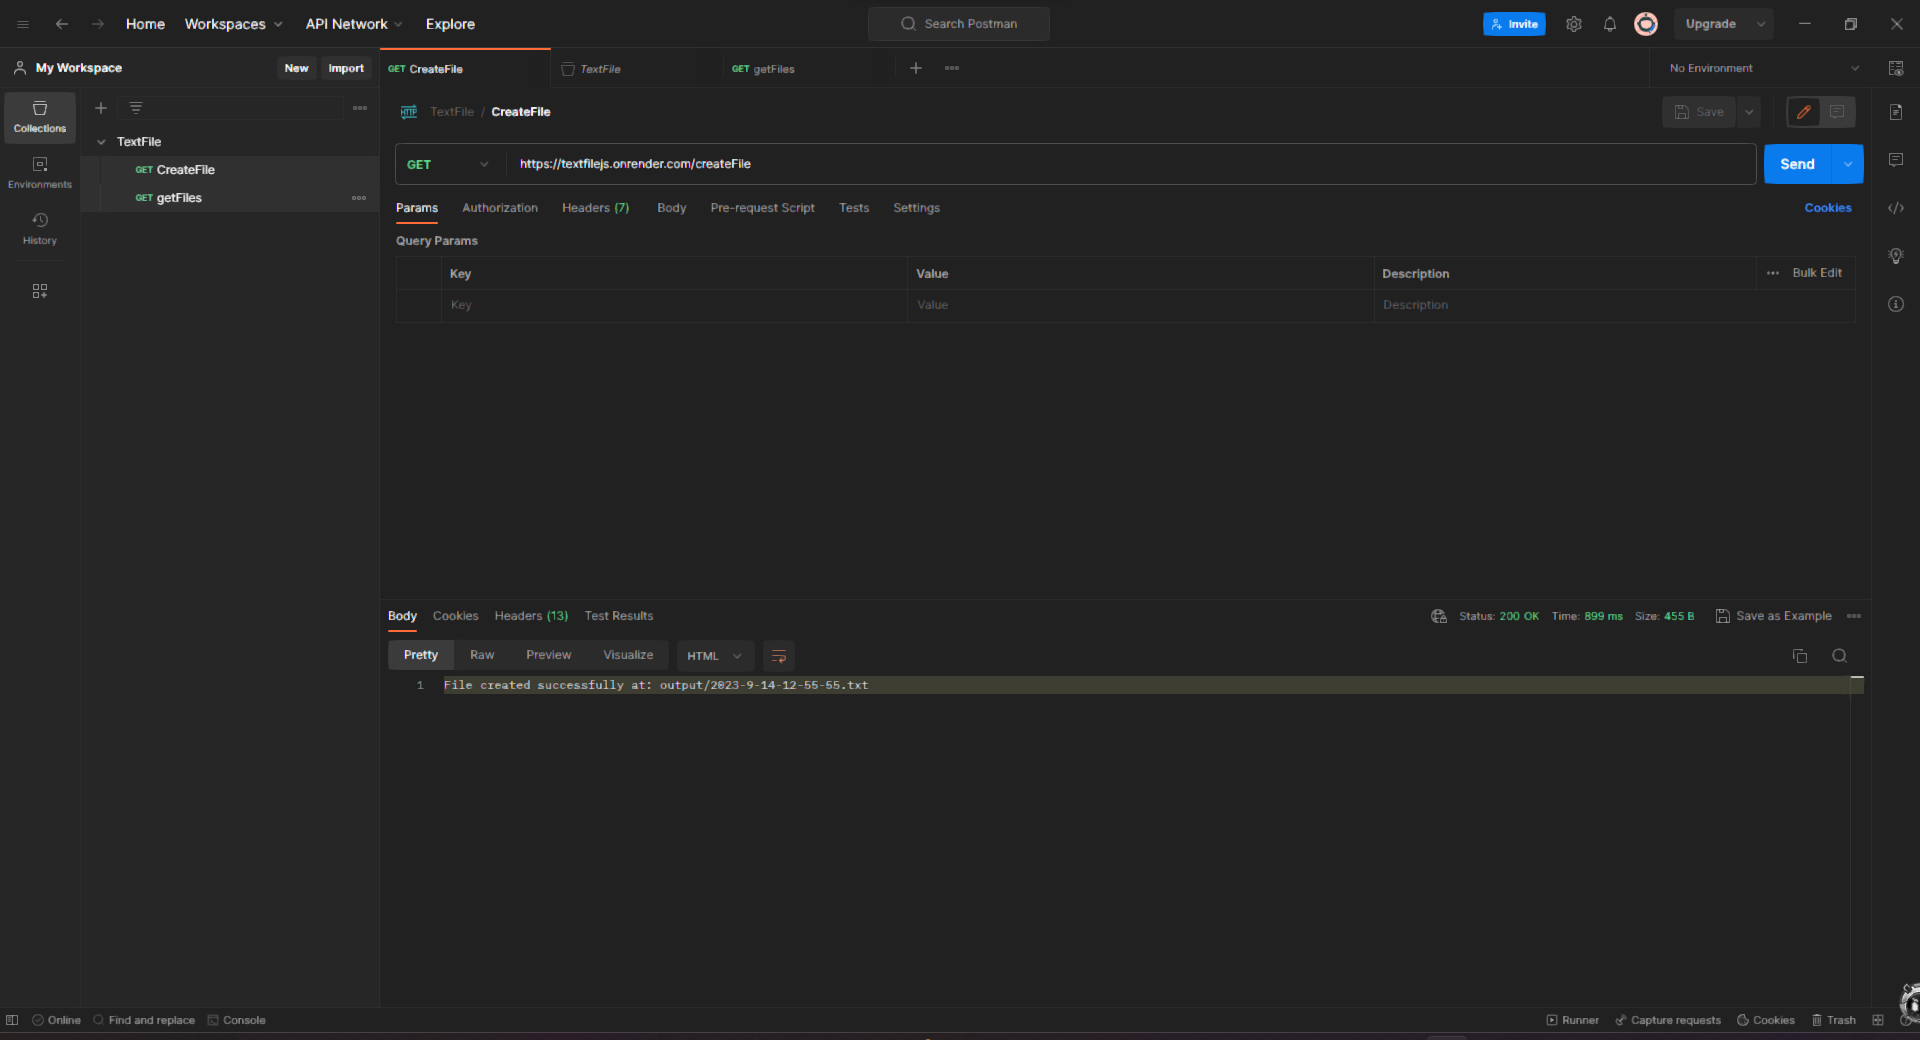 Home Workspaces API Network Explore Search Postman Invite Upgrade
My Workspace New Import GET CreateFile TextFile GET getFiles No Environment
Collections
Environments
History
TextFile
GET CreateFile
GET getFiles
TextFile / CreateFile Save
GET https://textfilejs.onrender.com/createFile Send
Params Authorization Headers (7) Body Pre-request Script Tests Settings Cookies
Query Params
Key Value Description Bulk Edit
Key Value Description
Body Cookies Headers (13) Test Results Status: 200 OK Time: 899 ms Size: 455 B Save as Example
Pretty Raw Preview Visualize HTML
1 File created successfully at: output/2023-9-14-12-55-55.txt
Online Find and replace Console Runner Capture requests Cookies Trash